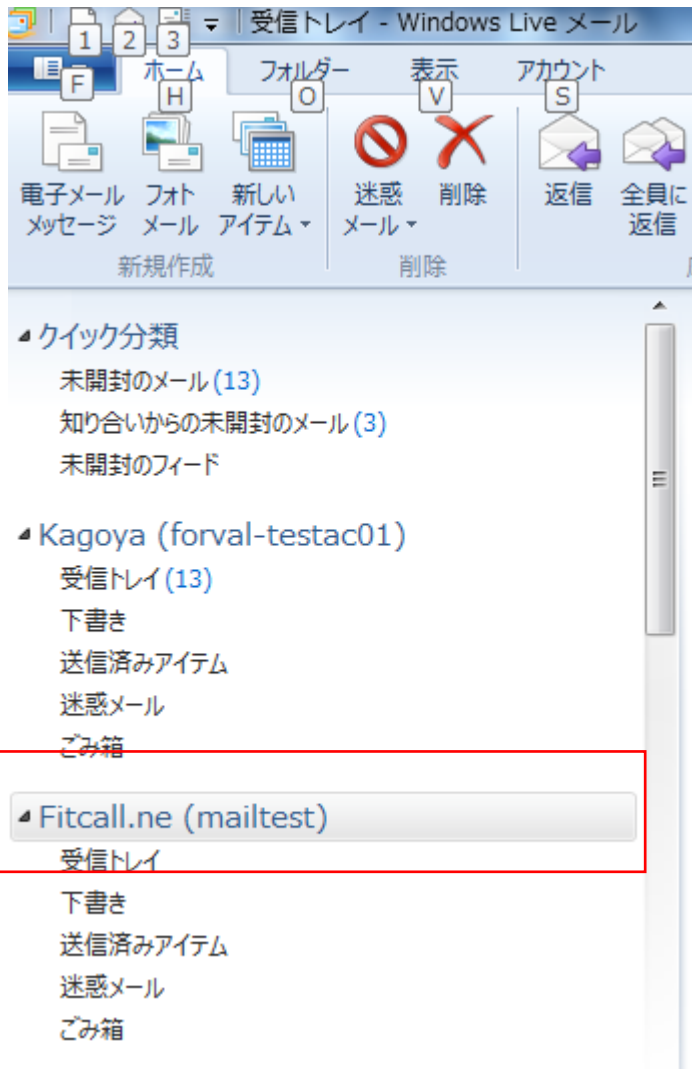 1 2 3 受信トレイ - Windows Live メール
ホーム フォルダー 表示 アカウント
F H O V S
電子メール フォト 新しい 迷惑 削除 返信 全員に
メッセージ メール アイテム メール 返信
新規作成 削除
クイック分類
未開封のメール (13)
知り合いからの未開封のメール (3)
未開封のフィード
Kagoya (forval-testac01)
受信トレイ (13)
下書き
送信済みアイテム
迷惑メール
ごみ箱
Fitcall.ne (mailtest)
受信トレイ
下書き
送信済みアイテム
迷惑メール
ごみ箱